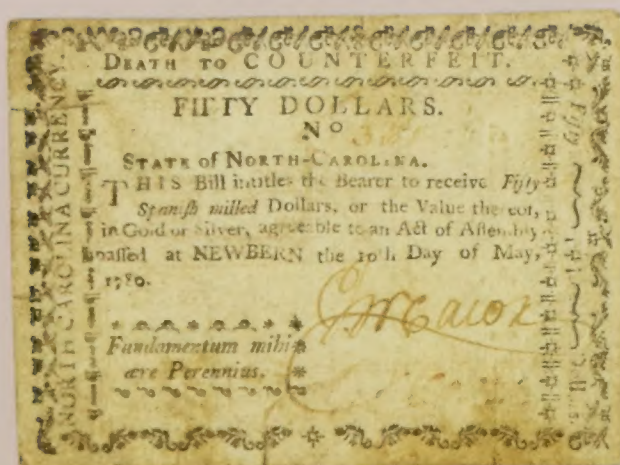 DEATH TO COUNTERFEIT.
FIFTY DOLLARS.
No
STATE of NORTH-CAROLINA.
THIS Bill intitles the Bearer to receive Fifty
Spanish milled Dollars, or the Value thereof,
in Gold or Silver, agreeable to an Act of Assembly
passed at NEWBERN the 10th Day of May,
1780.
Fundamentum mihi
ære Perennius.
NORTH CAROLINA CURRENCY.
Fifty